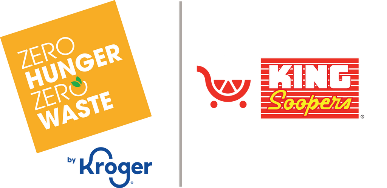 ZERO
HUNGER
ZERO
WASTE
by Kroger
KING
Soopers
®